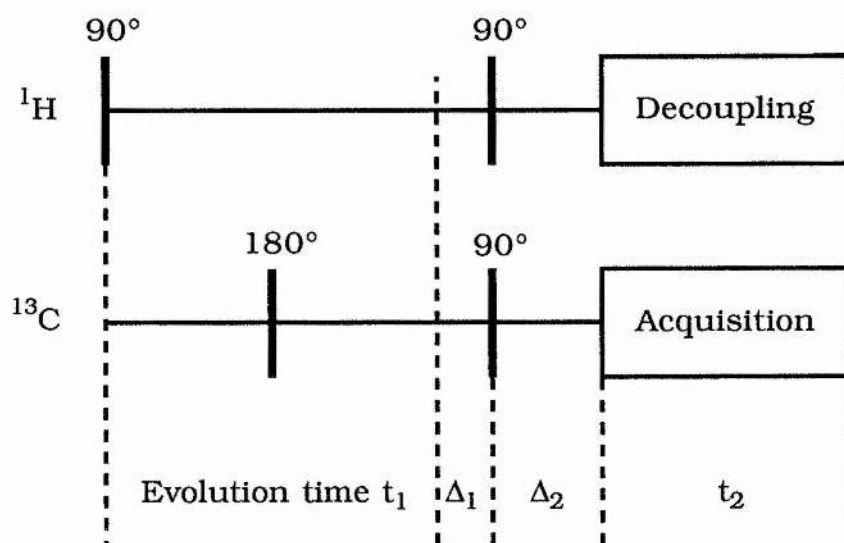 90° 90°
¹H Decoupling
180° 90°
¹³C Acquisition
Evolution time t₁ Δ₁ Δ₂ t₂